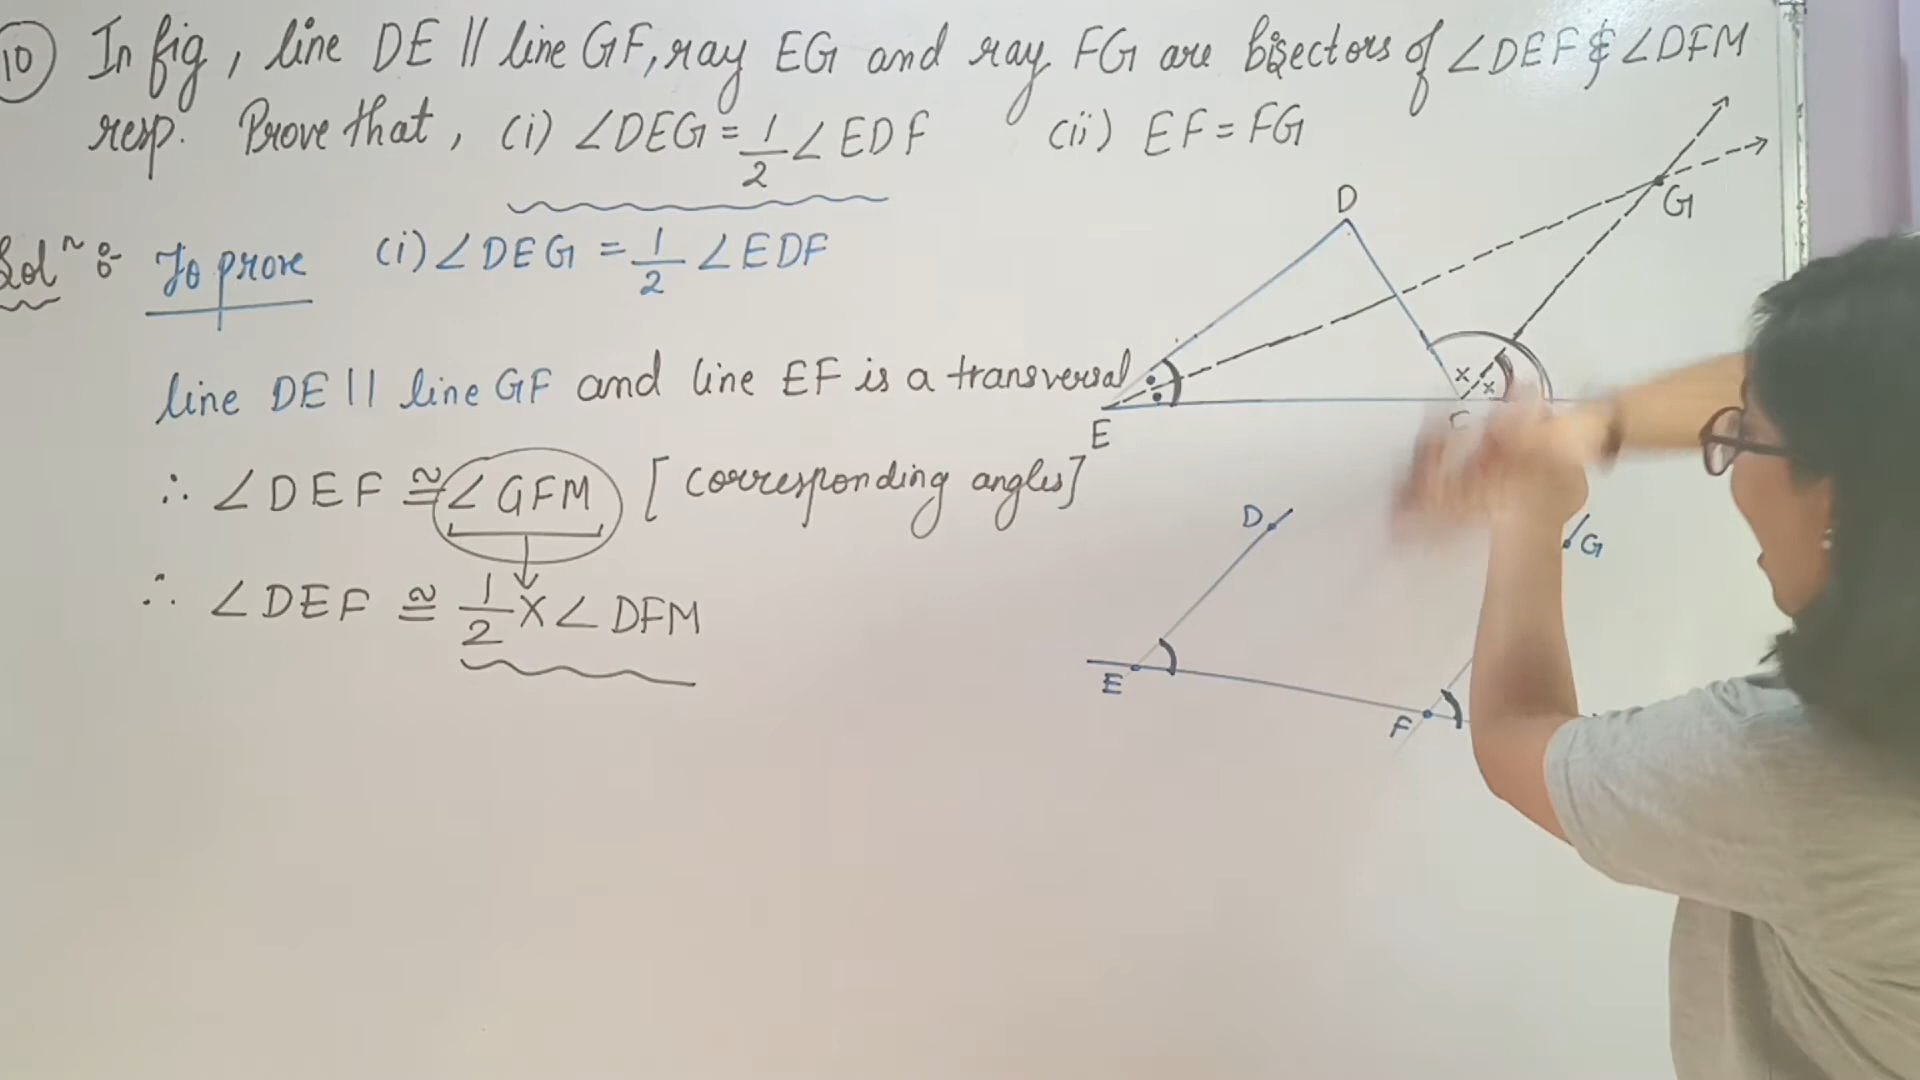 10 In fig, line DE || line GF, ray EG and ray FG are bisectors of ∠DEF & ∠DFM
resp. Prove that, (i) ∠DEG = 1/2 ∠EDF (ii) EF = FG
Solⁿ :- To prove (i) ∠DEG = 1/2 ∠EDF
line DE || line GF and line EF is a transversal
∴ ∠DEF ≅ ∠GFM [corresponding angles]
∴ ∠DEF ≅ 1/2 × ∠DFM
D
G
x
x
E
D
G
E
F